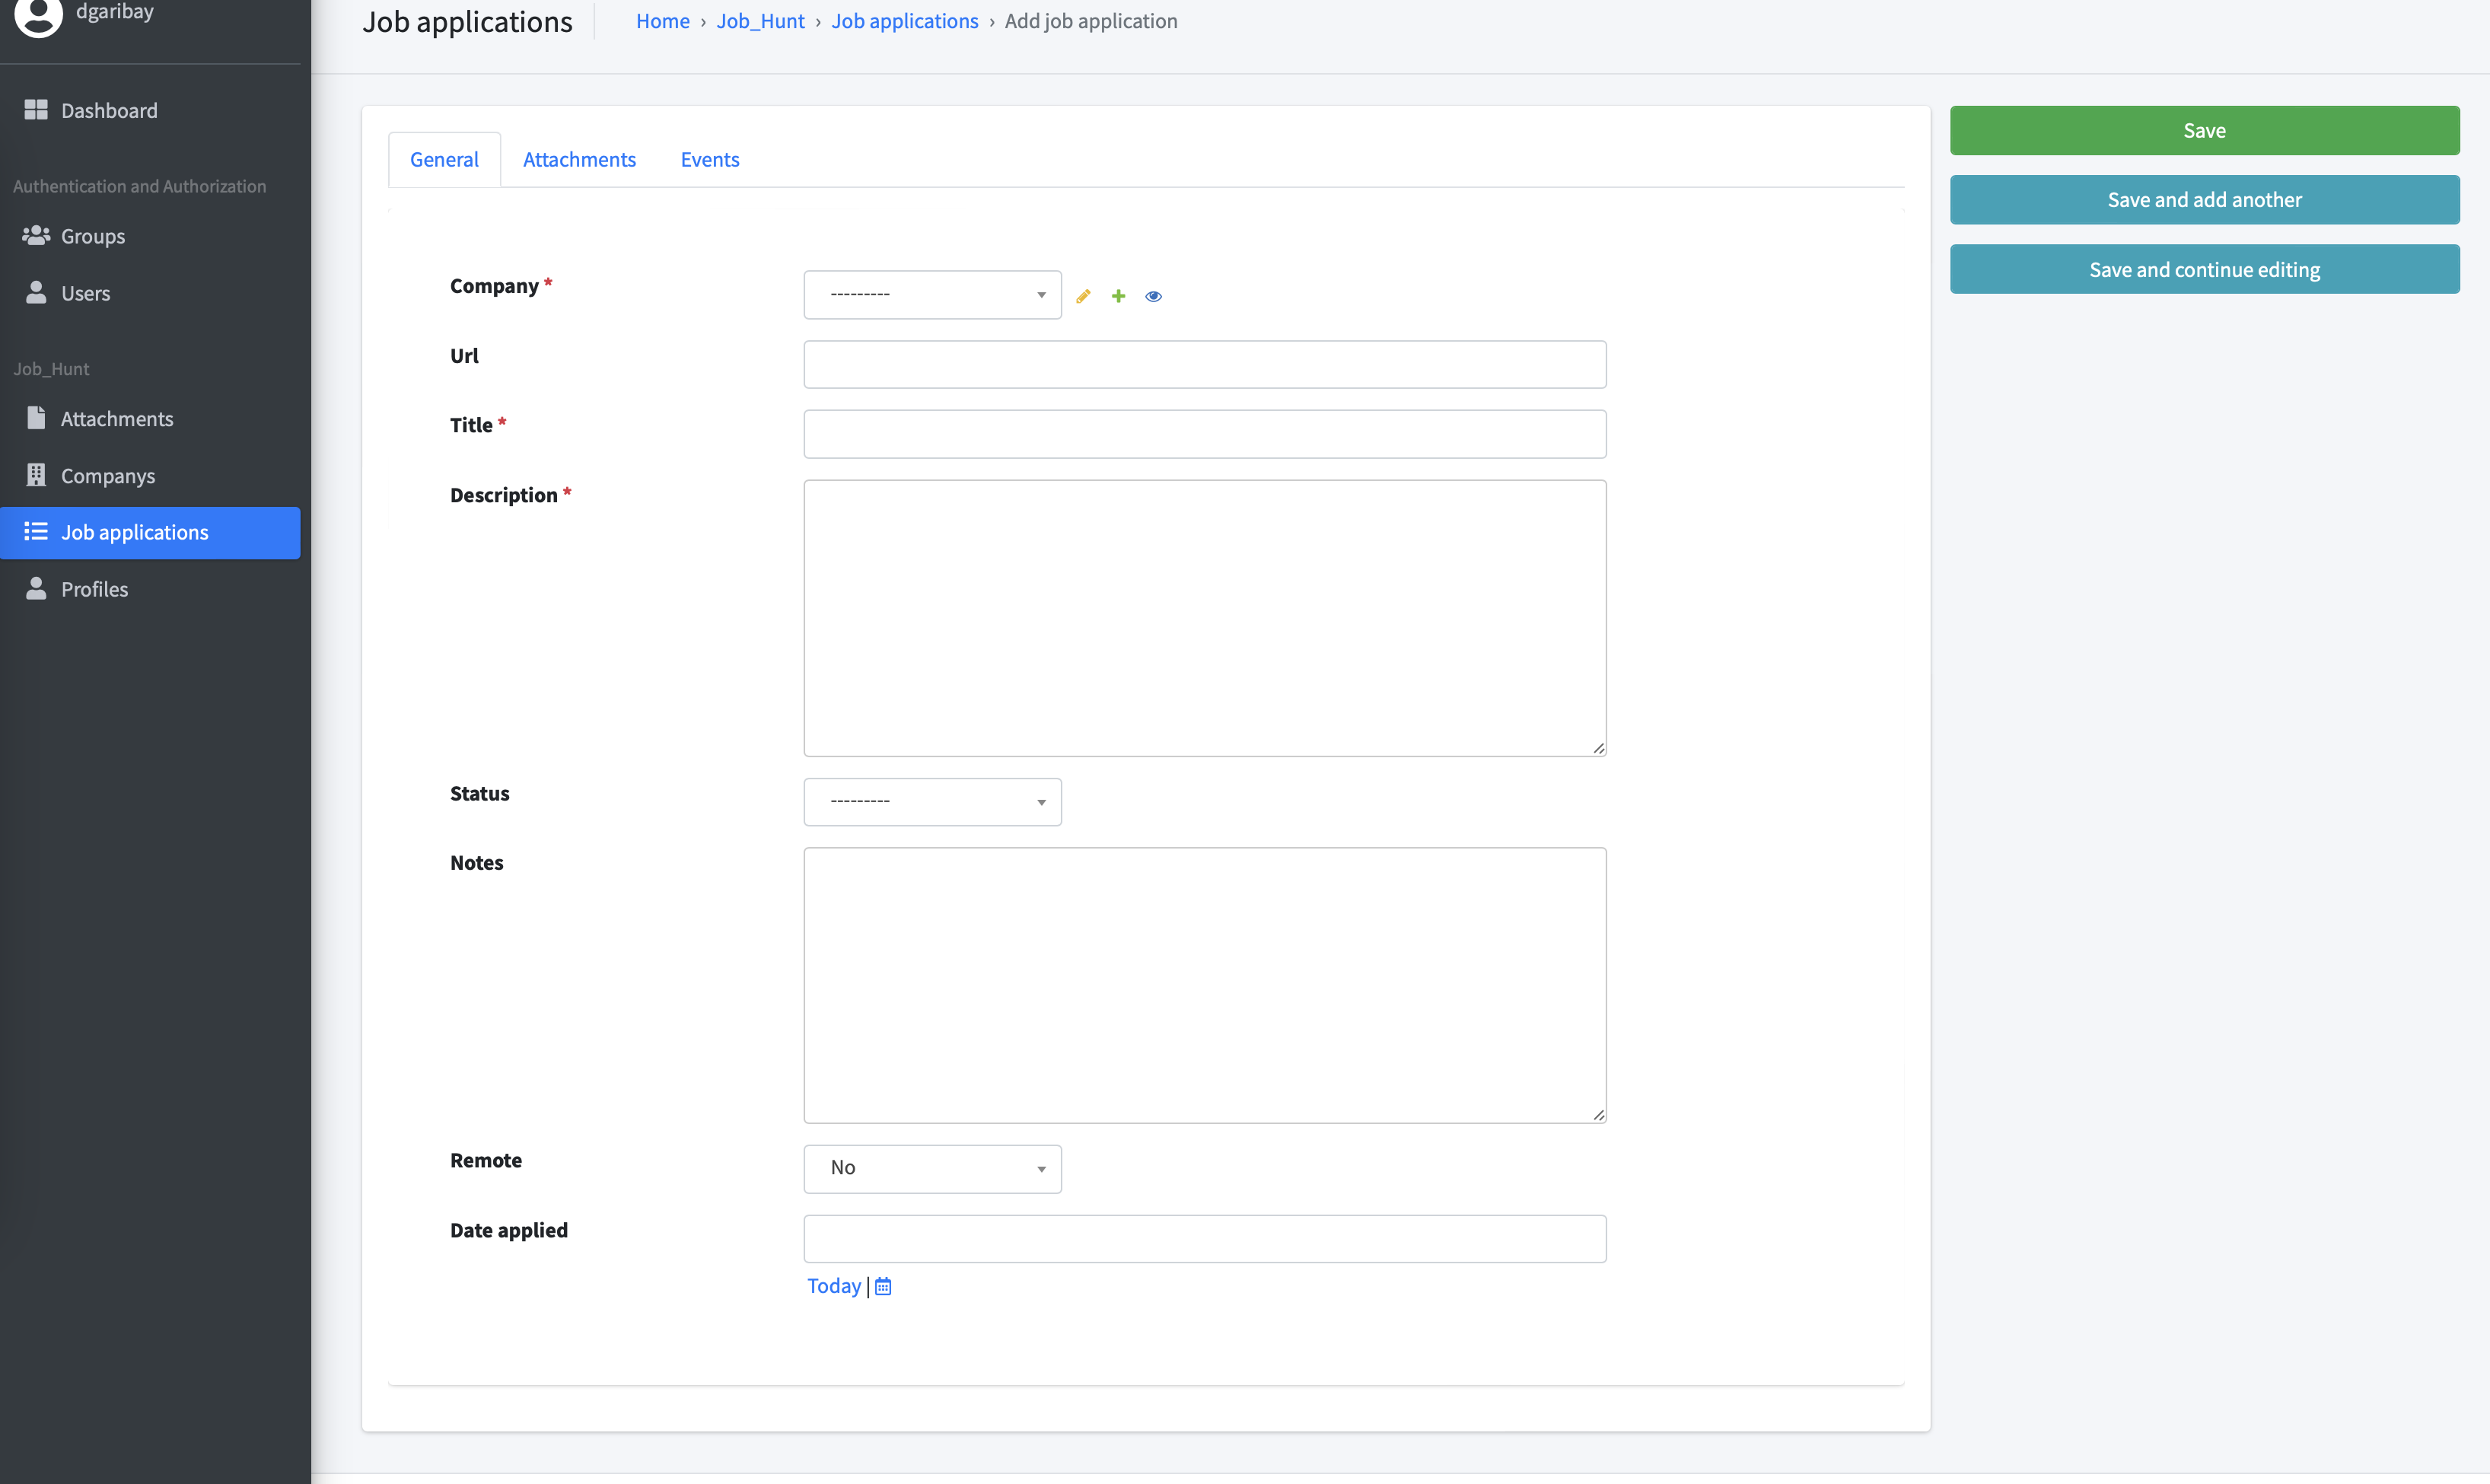 dgaribay
Dashboard
Authentication and Authorization
Groups
Users
Job_Hunt
Attachments
Companys
Job applications
Profiles
Job applications
Home › Job_Hunt › Job applications › Add job application
General Attachments Events
Company *
---------
Url
Title *
Description *
Status
---------
Notes
Remote
No
Date applied
Today |
Save
Save and add another
Save and continue editing